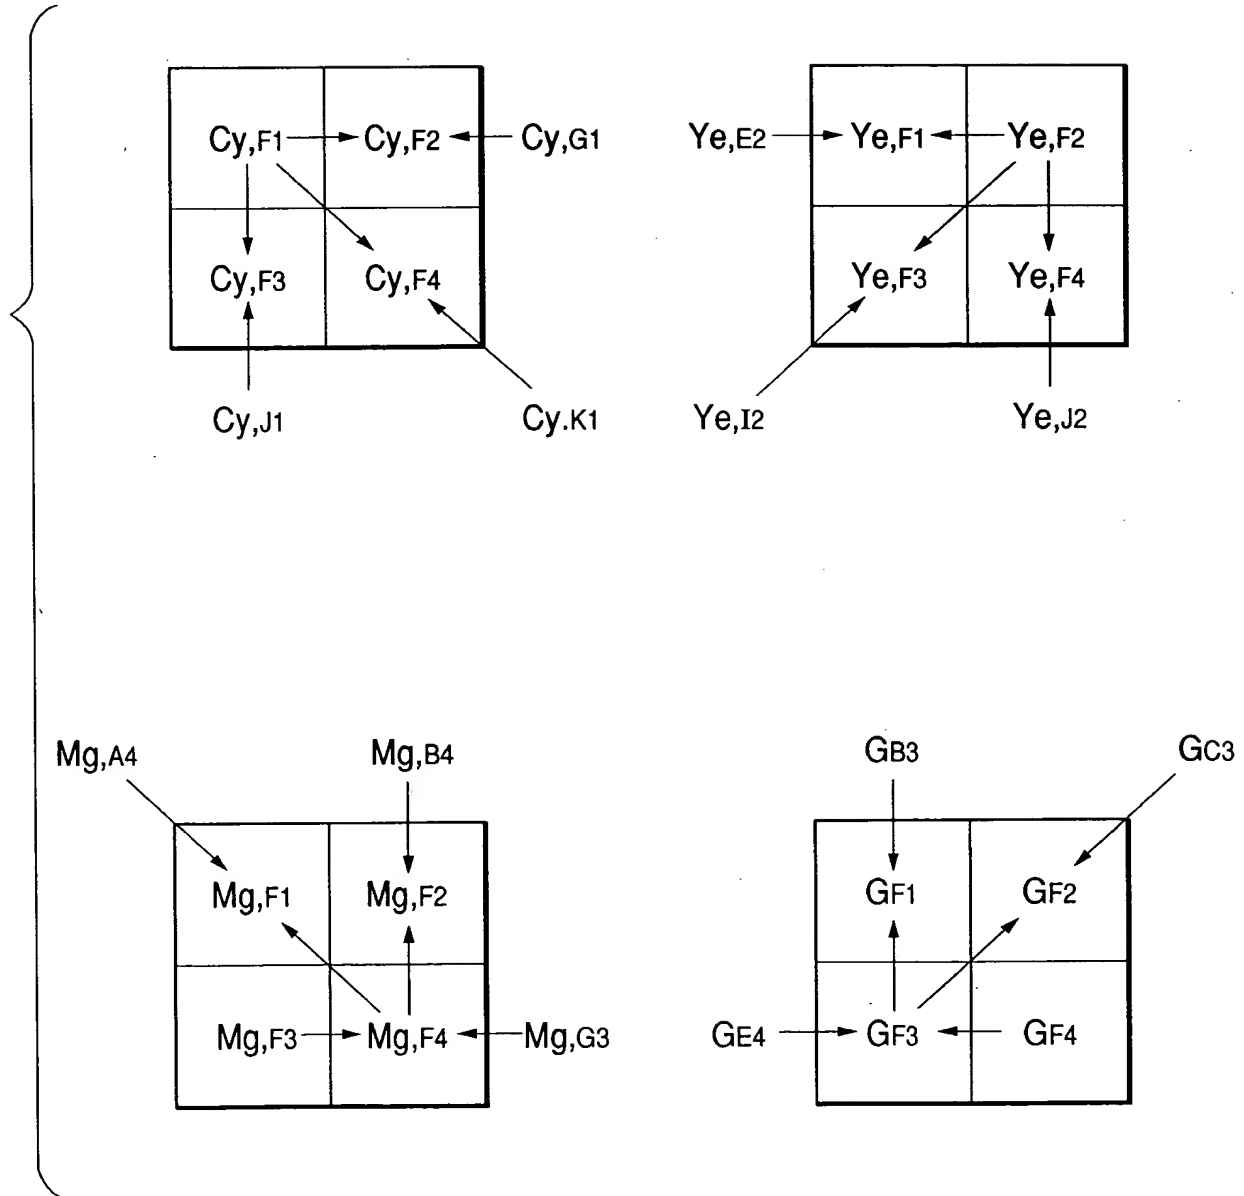 Cy,F1 Cy,F2 Cy,G1 Ye,E2 Ye,F1 Ye,F2
Cy,F3 Cy,F4 Ye,F3 Ye,F4
Cy,J1 Cy.K1 Ye,I2 Ye,J2
Mg,A4 Mg,B4 GB3 GC3
Mg,F1 Mg,F2 GF1 GF2
Mg,F3 Mg,F4 Mg,G3 GE4 GF3 GF4